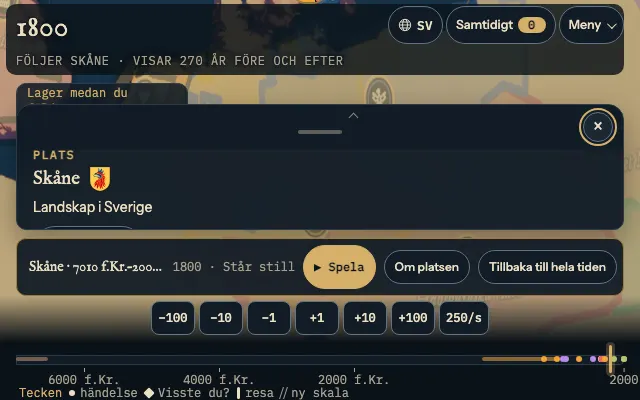 1800
SV
Samtidigt 0
Meny
FÖLJER SKÅNE · VISAR 270 ÅR FÖRE OCH EFTER
Lager medan du
×
PLATS
Skåne
Landskap i Sverige
Skåne · 7010 f.Kr.–200…
1800 · Står still
▶ Spela
Om platsen
Tillbaka till hela tiden
−100
−10
−1
+1
+10
+100
250/s
6000 f.Kr.
4000 f.Kr.
2000 f.Kr.
2000
Tecken ● händelse ◆ Visste du? ❙ resa // ny skala